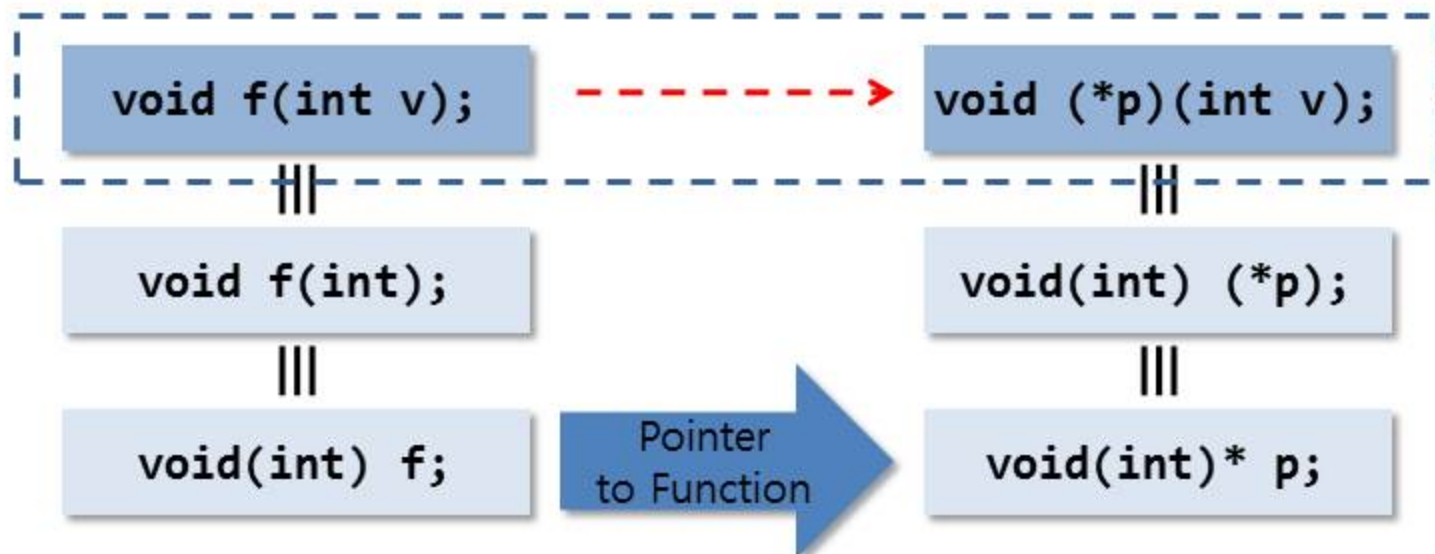 void f(int v);
void (*p)(int v);
|||
|||
void f(int);
void(int) (*p);
|||
|||
void(int) f;
Pointer
to Function
void(int)* p;